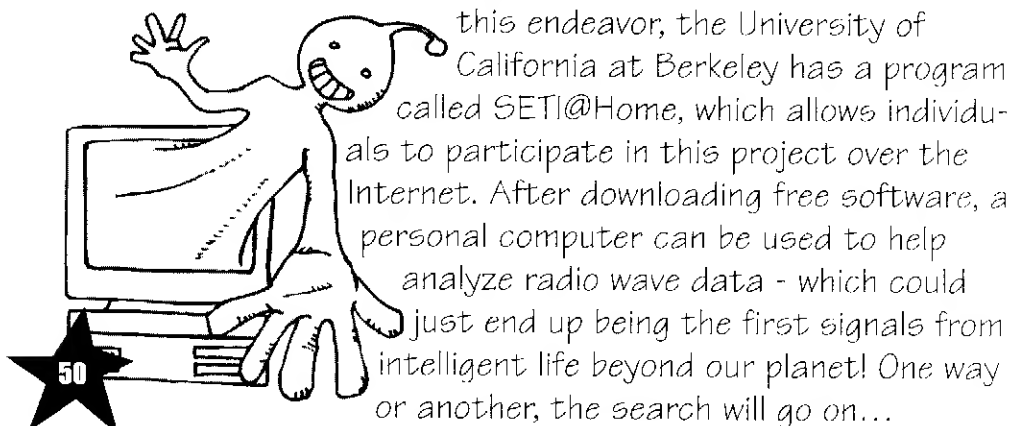 this endeavor, the University of
California at Berkeley has a program
called SETI@Home, which allows individu-
als to participate in this project over the
Internet. After downloading free software, a
personal computer can be used to help
analyze radio wave data - which could
just end up being the first signals from
intelligent life beyond our planet! One way
or another, the search will go on...
50